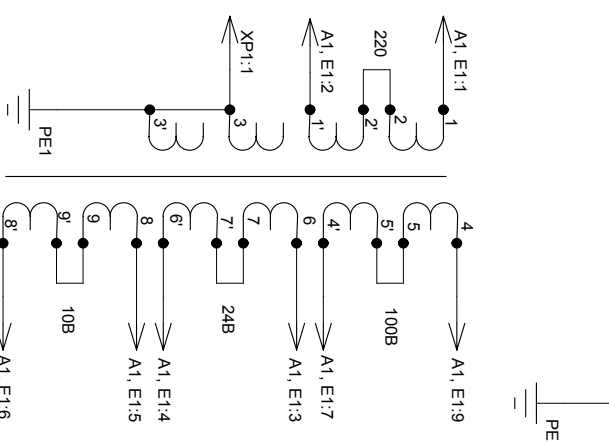 A1, E1:1
220
A1, E1:2
XP1:1
PE1
1
2
2'
1'
3
3'
4
5
5'
4'
6
7
7'
6'
8
9
9'
8'
100В
24В
10В
A1, E1:9
A1, E1:7
A1, E1:3
A1, E1:4
A1, E1:5
A1, E1:6
PE